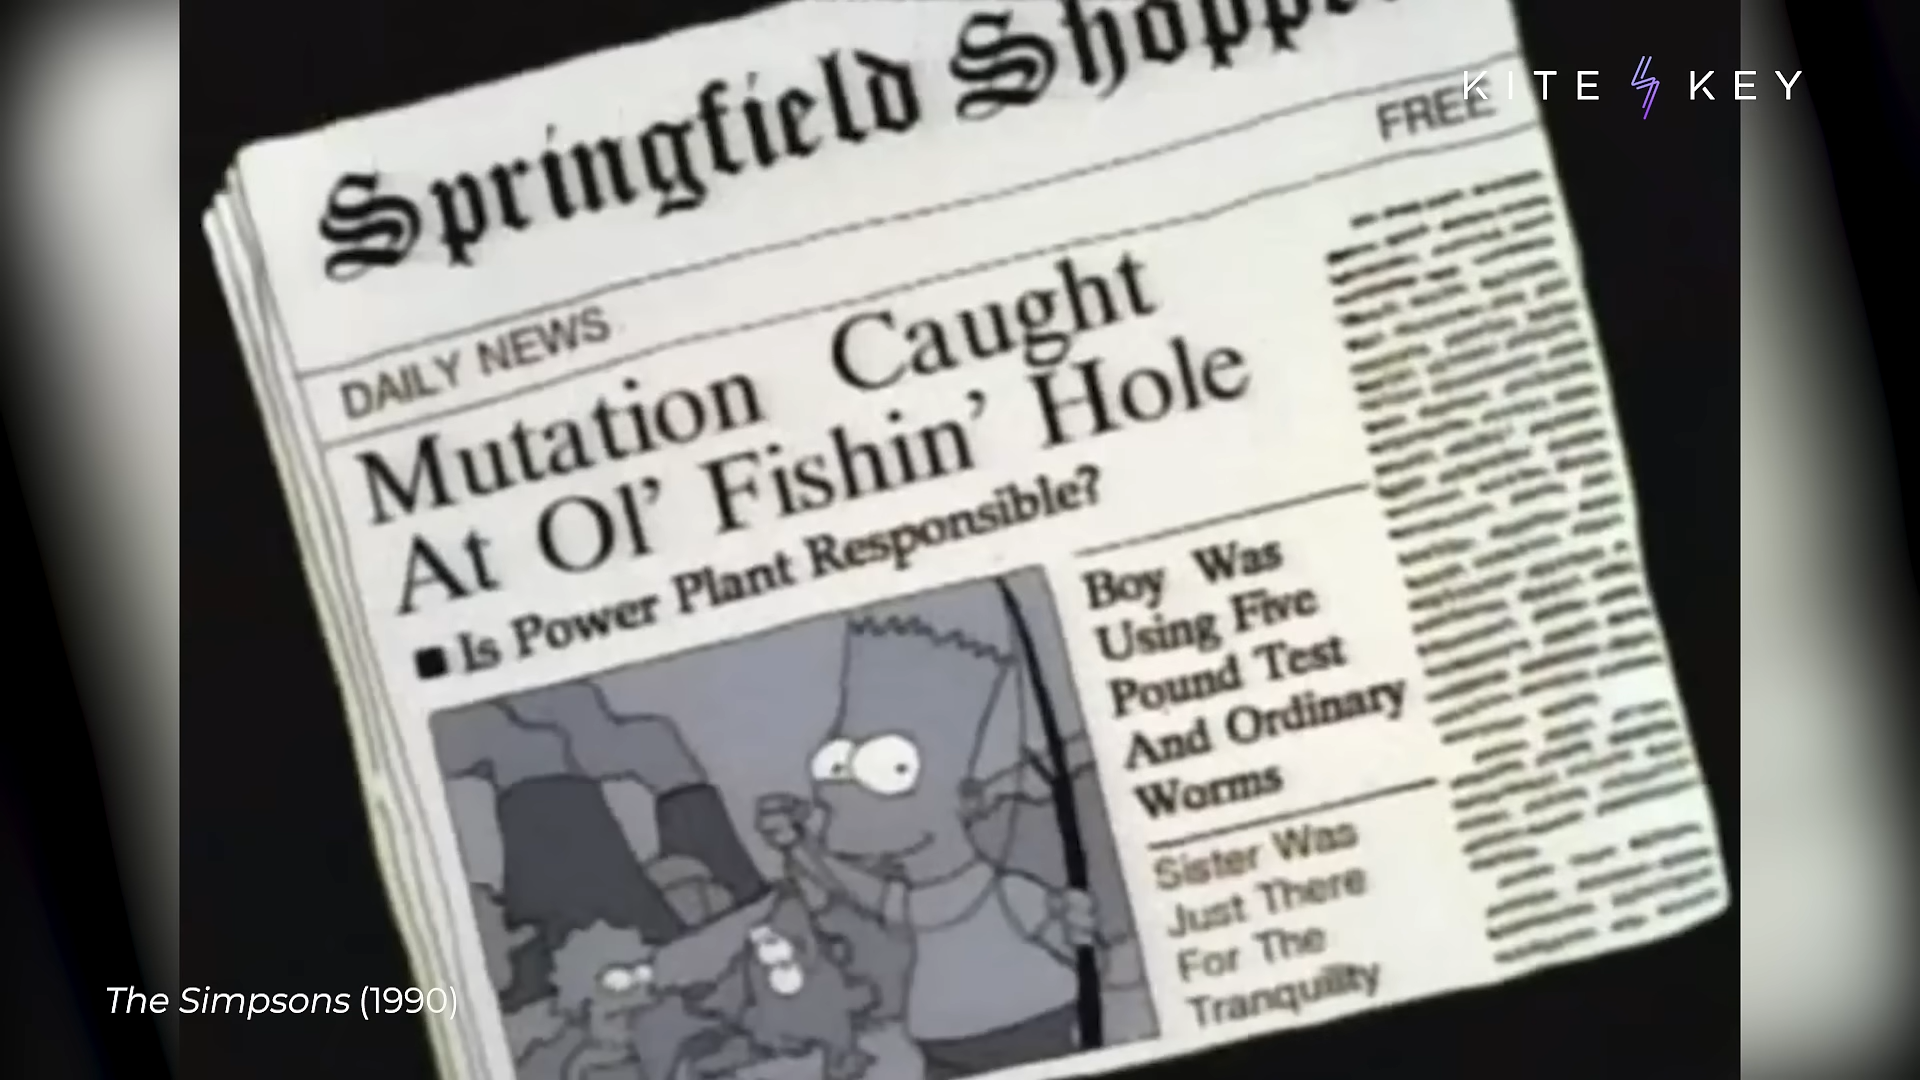 Springfield Shopper
KITE KEY
DAILY NEWS
FREE
Mutation Caught
At Ol' Fishin' Hole
■ Is Power Plant Responsible?
Boy Was
Using Five
Pound Test
And Ordinary
Worms
Sister Was
Just There
For The
Tranquility
The Simpsons (1990)